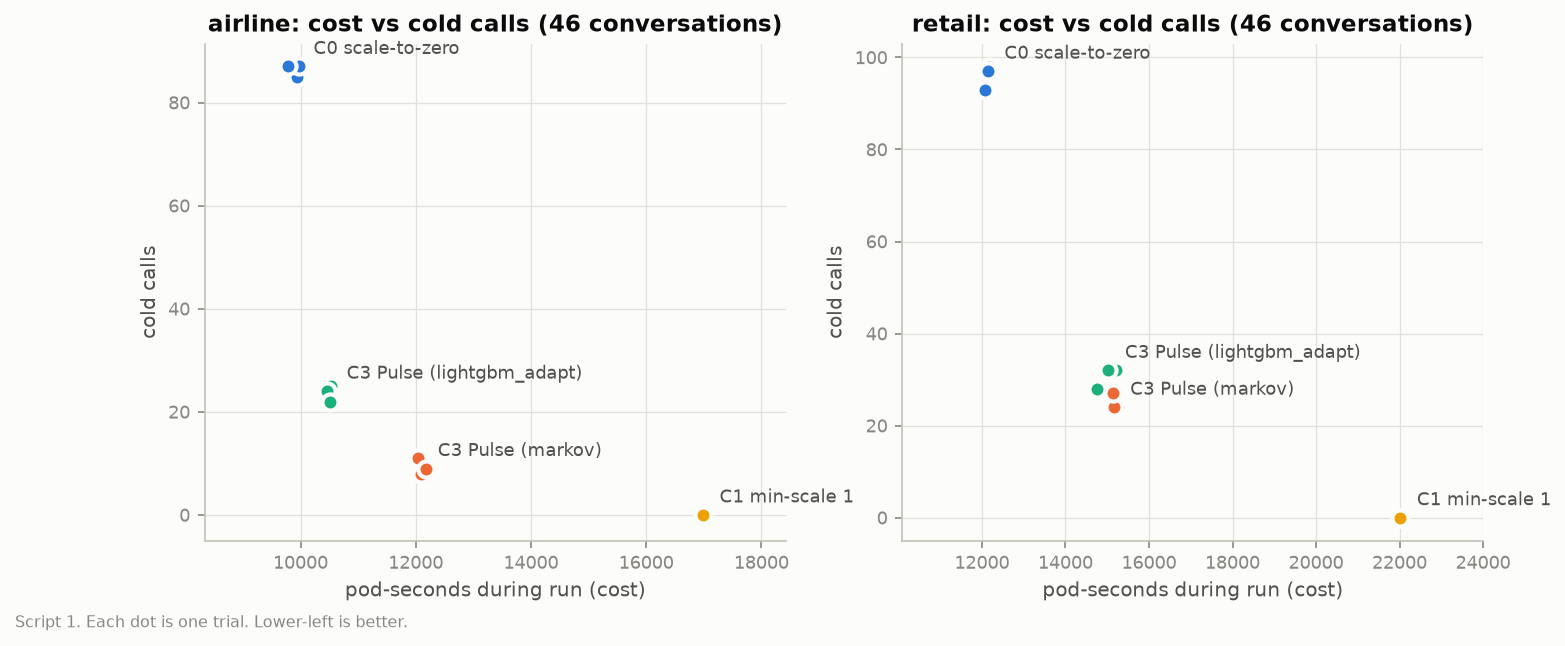 airline: cost vs cold calls (46 conversations)
C0 scale-to-zero
80
60
40
20
0
cold calls
C3 Pulse (lightgbm_adapt)
C3 Pulse (markov)
C1 min-scale 1
10000 12000 14000 16000 18000
pod-seconds during run (cost)
retail: cost vs cold calls (46 conversations)
C0 scale-to-zero
100
80
60
40
20
0
cold calls
C3 Pulse (lightgbm_adapt)
C3 Pulse (markov)
C1 min-scale 1
12000 14000 16000 18000 20000 22000 24000
pod-seconds during run (cost)
Script 1. Each dot is one trial. Lower-left is better.